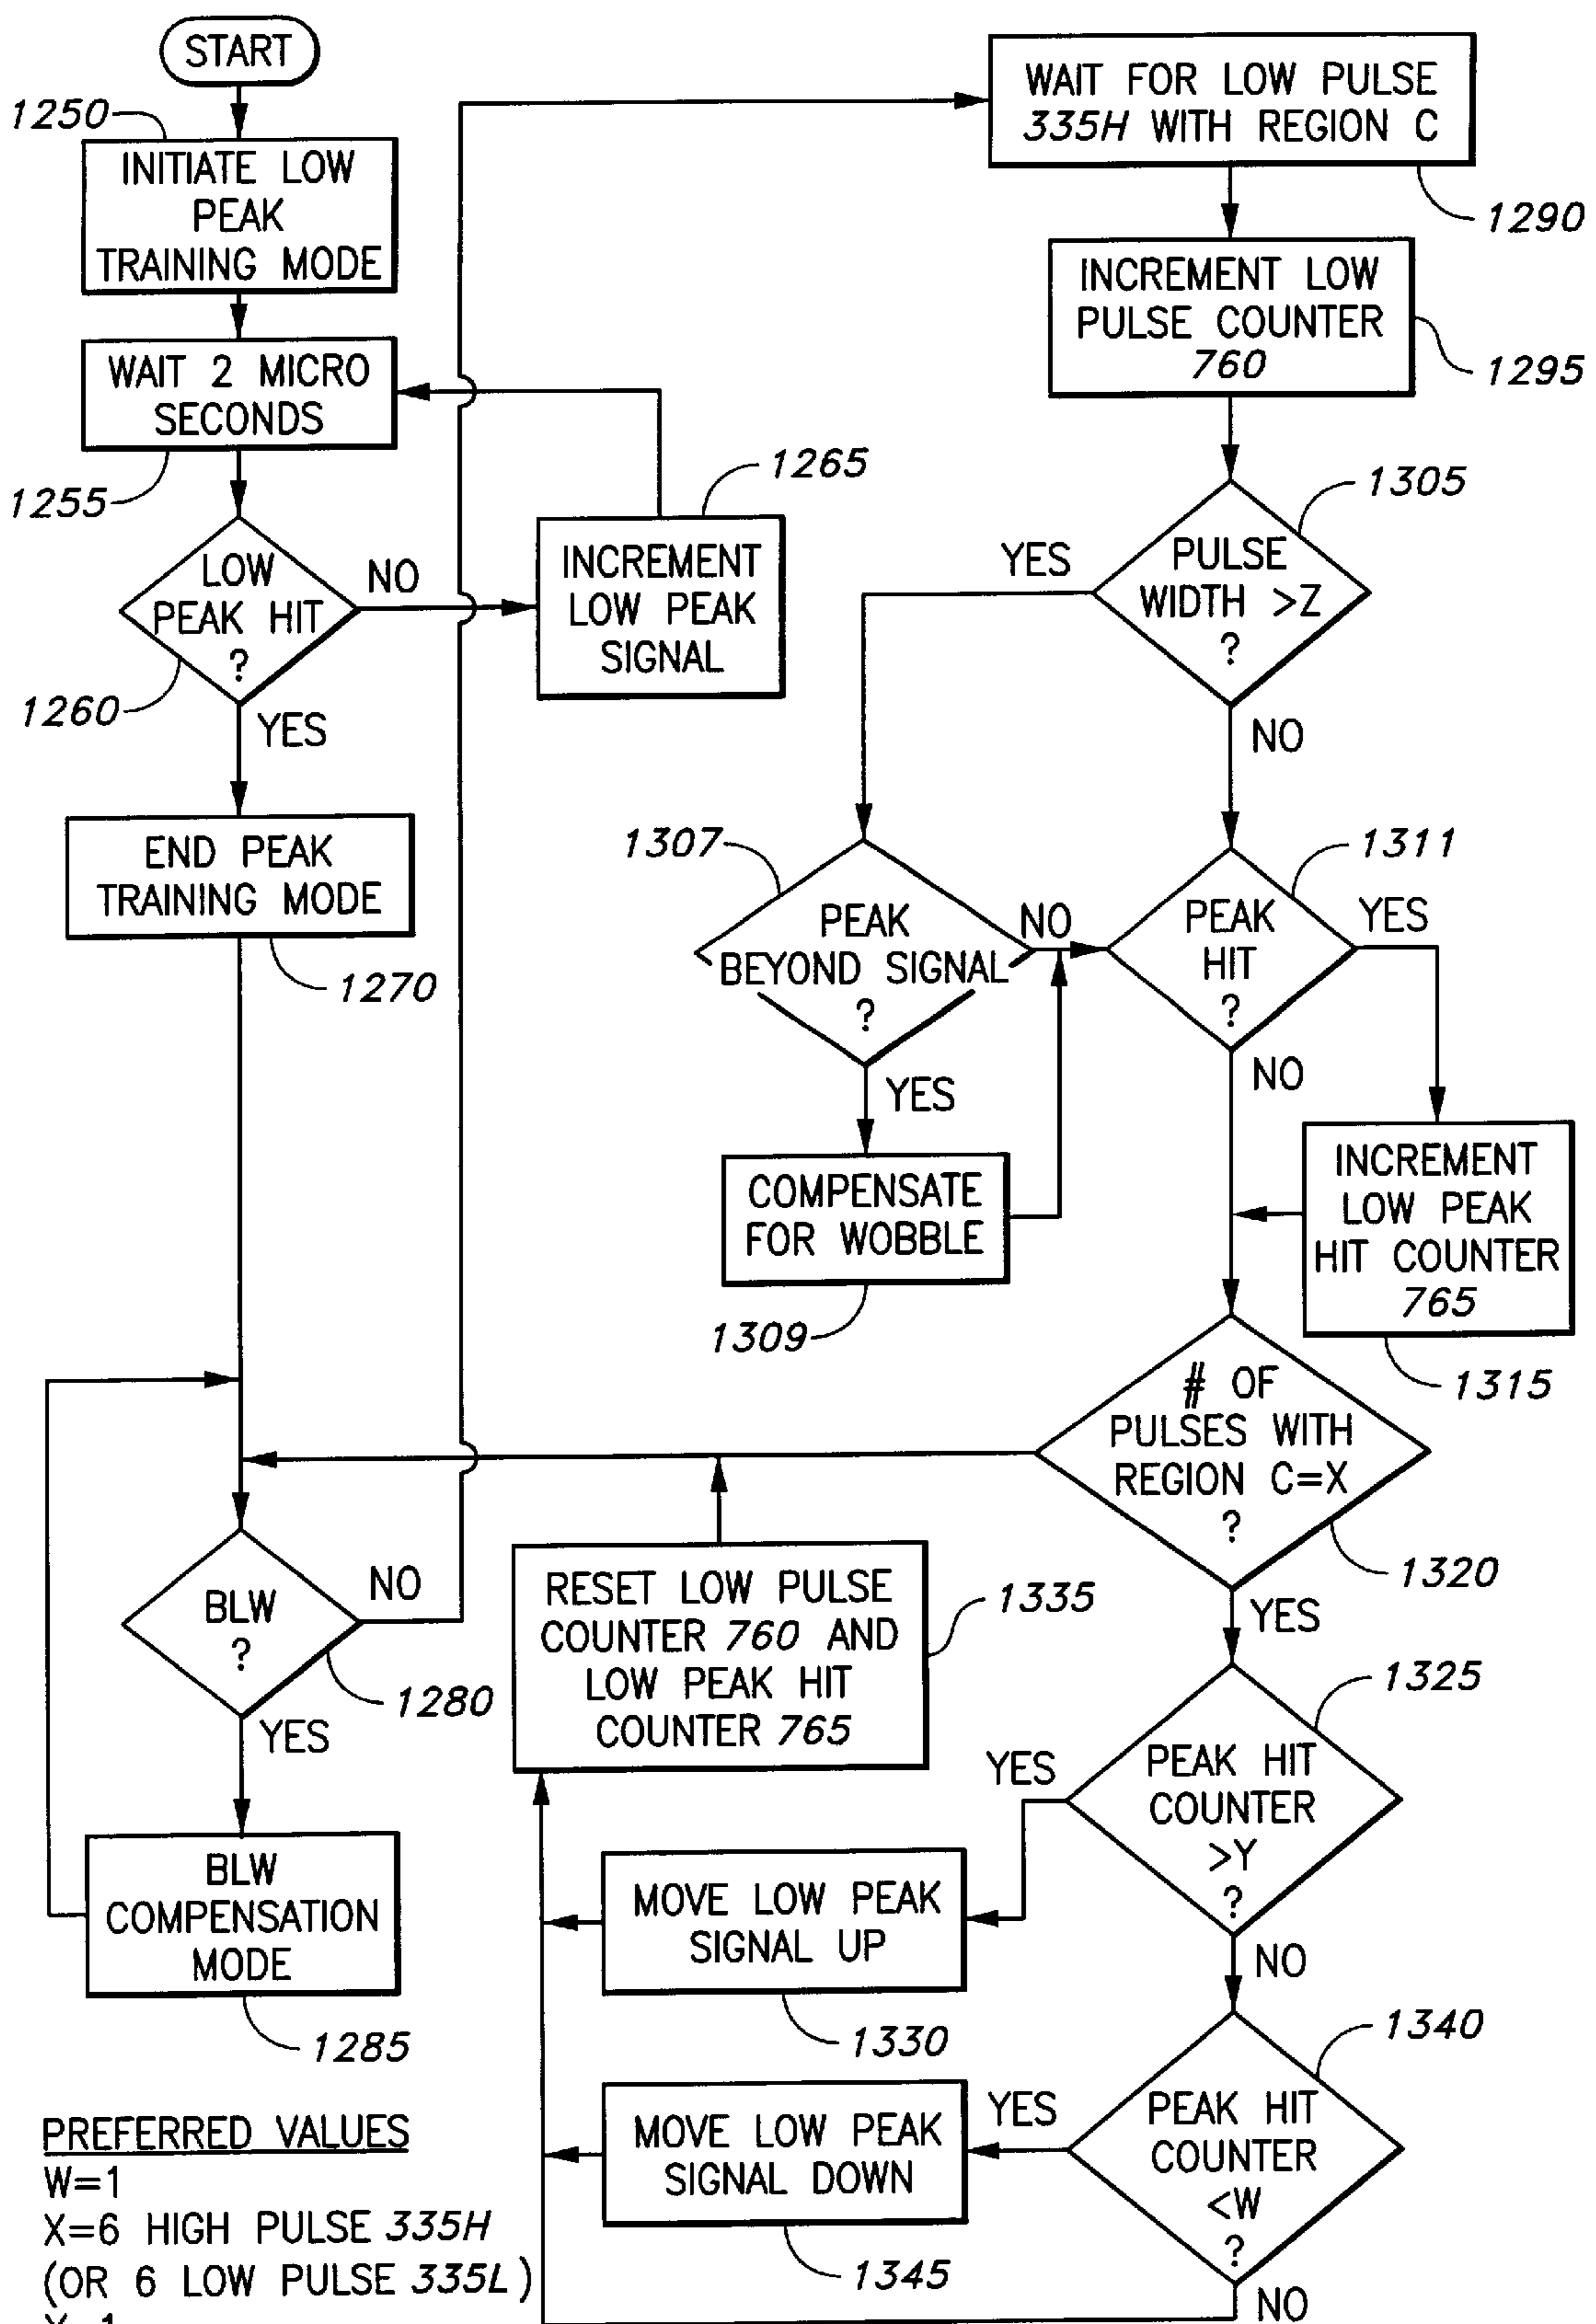 START
1250
INITIATE LOW
PEAK
TRAINING MODE
WAIT 2 MICRO
SECONDS
1255
LOW
PEAK HIT
?
NO
1260
YES
1265
INCREMENT
LOW PEAK
SIGNAL
END PEAK
TRAINING MODE
1270
BLW
?
NO
1280
YES
BLW
COMPENSATION
MODE
1285
WAIT FOR LOW PULSE
335H WITH REGION C
1290
INCREMENT LOW
PULSE COUNTER
760
1295
1305
PULSE
WIDTH >Z
?
YES
NO
1307
PEAK
BEYOND SIGNAL
?
NO
YES
COMPENSATE
FOR WOBBLE
1309
1311
PEAK
HIT
?
YES
NO
INCREMENT
LOW PEAK
HIT COUNTER
765
1315
# OF
PULSES WITH
REGION C=X
?
1320
YES
RESET LOW PULSE
COUNTER 760 AND
LOW PEAK HIT
COUNTER 765
1335
1325
PEAK HIT
COUNTER
>Y
?
YES
NO
MOVE LOW PEAK
SIGNAL UP
1330
1340
PEAK HIT
COUNTER
<W
?
YES
NO
MOVE LOW PEAK
SIGNAL DOWN
1345
PREFERRED VALUES
W=1
X=6 HIGH PULSE 335H
(OR 6 LOW PULSE 335L)